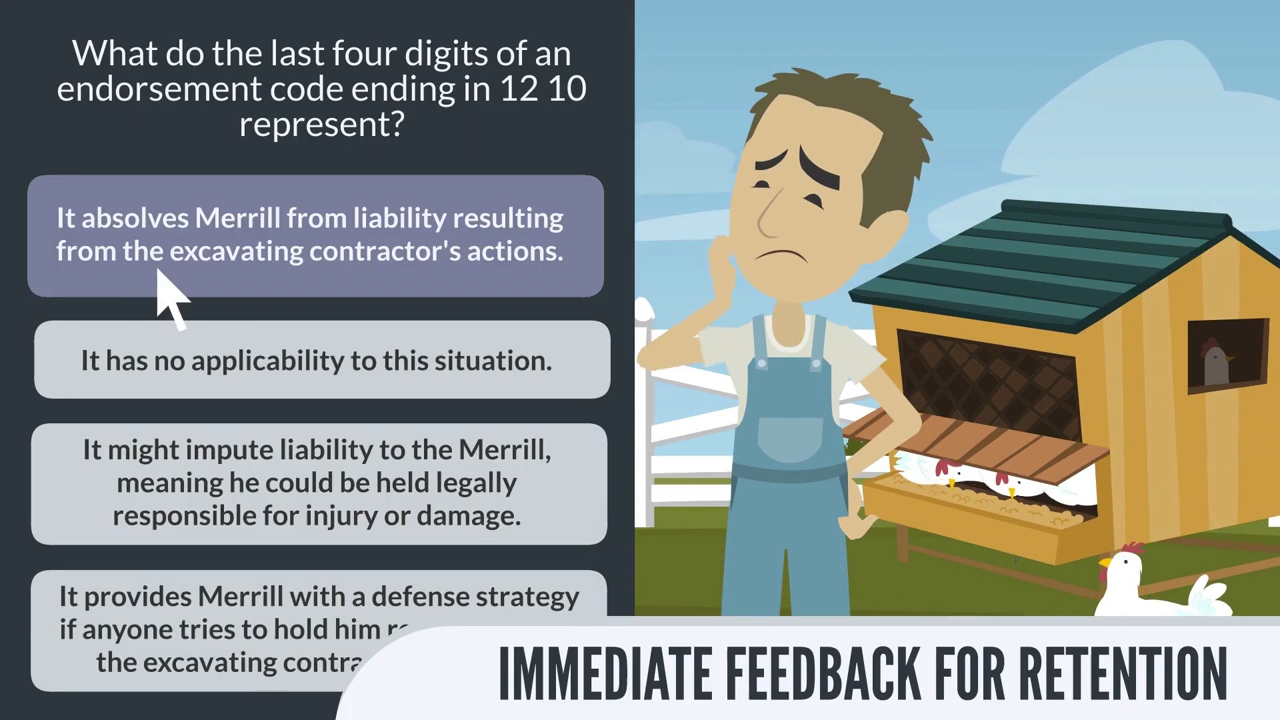 What do the last four digits of an
endorsement code ending in 12 10
represent?
It absolves Merrill from liability resulting
from the excavating contractor's actions.
It has no applicability to this situation.
It might impute liability to the Merrill,
meaning he could be held legally
responsible for injury or damage.
It provides Merrill with a defense strategy
if anyone tries to hold him
the excavating
IMMEDIATE FEEDBACK FOR RETENTION